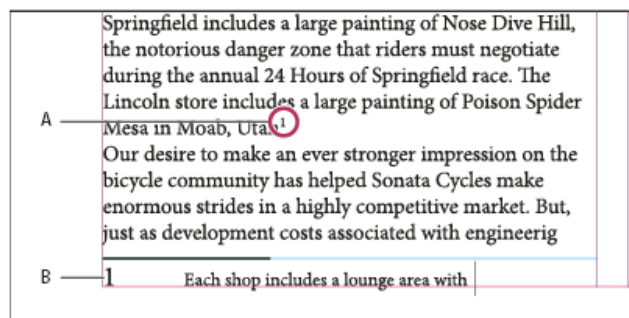 Springfield includes a large painting of Nose Dive Hill,
the notorious danger zone that riders must negotiate
during the annual 24 Hours of Springfield race. The
Lincoln store includes a large painting of Poison Spider
A Mesa in Moab, Utah¹
Our desire to make an ever stronger impression on the
bicycle community has helped Sonata Cycles make
enormous strides in a highly competitive market. But,
just as development costs associated with engineerig
B 1 Each shop includes a lounge area with